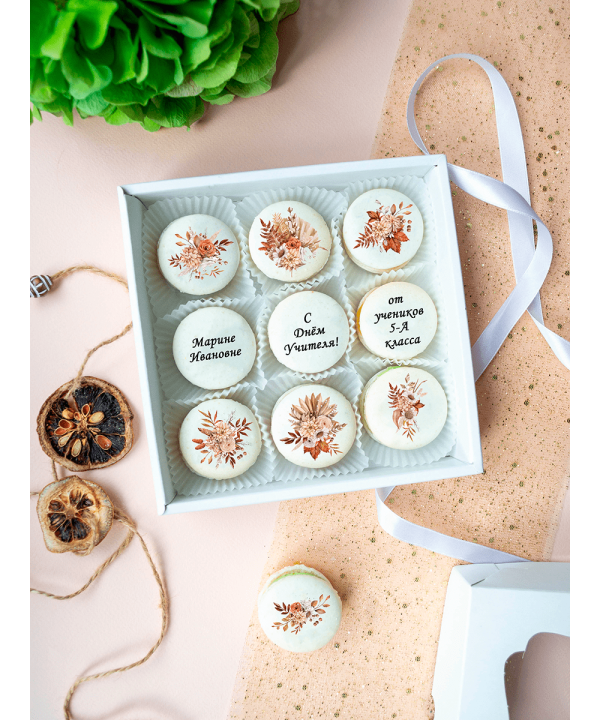 Марине
Ивановне
С
Днём
Учителя!
от
учеников
5-А
класса